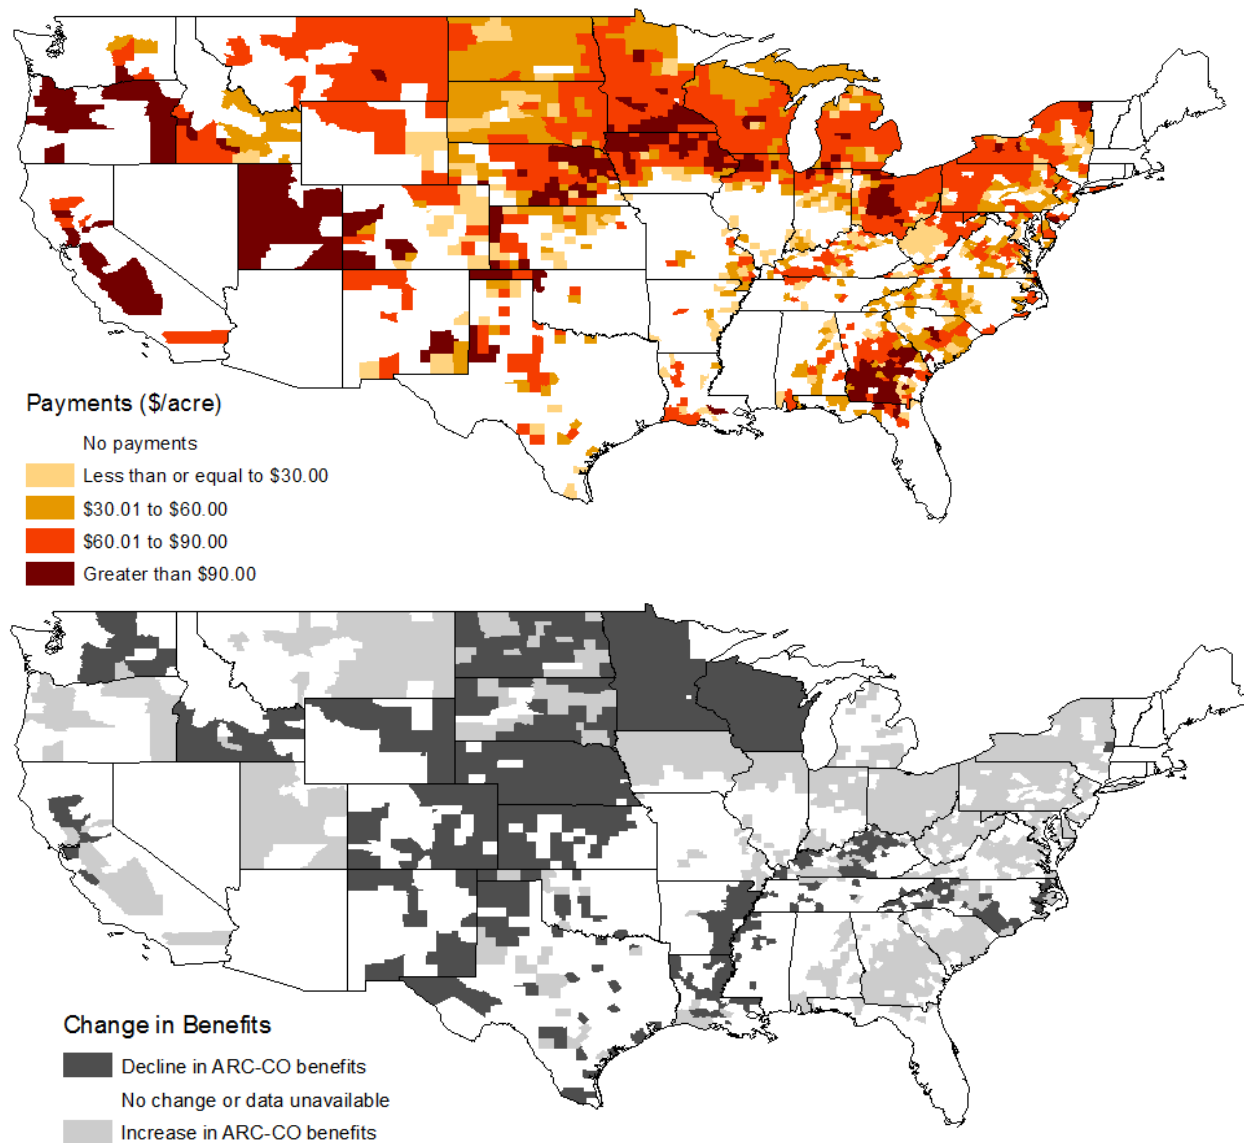 Payments ($/acre)
No payments
Less than or equal to $30.00
$30.01 to $60.00
$60.01 to $90.00
Greater than $90.00
Change in Benefits
Decline in ARC-CO benefits
No change or data unavailable
Increase in ARC-CO benefits